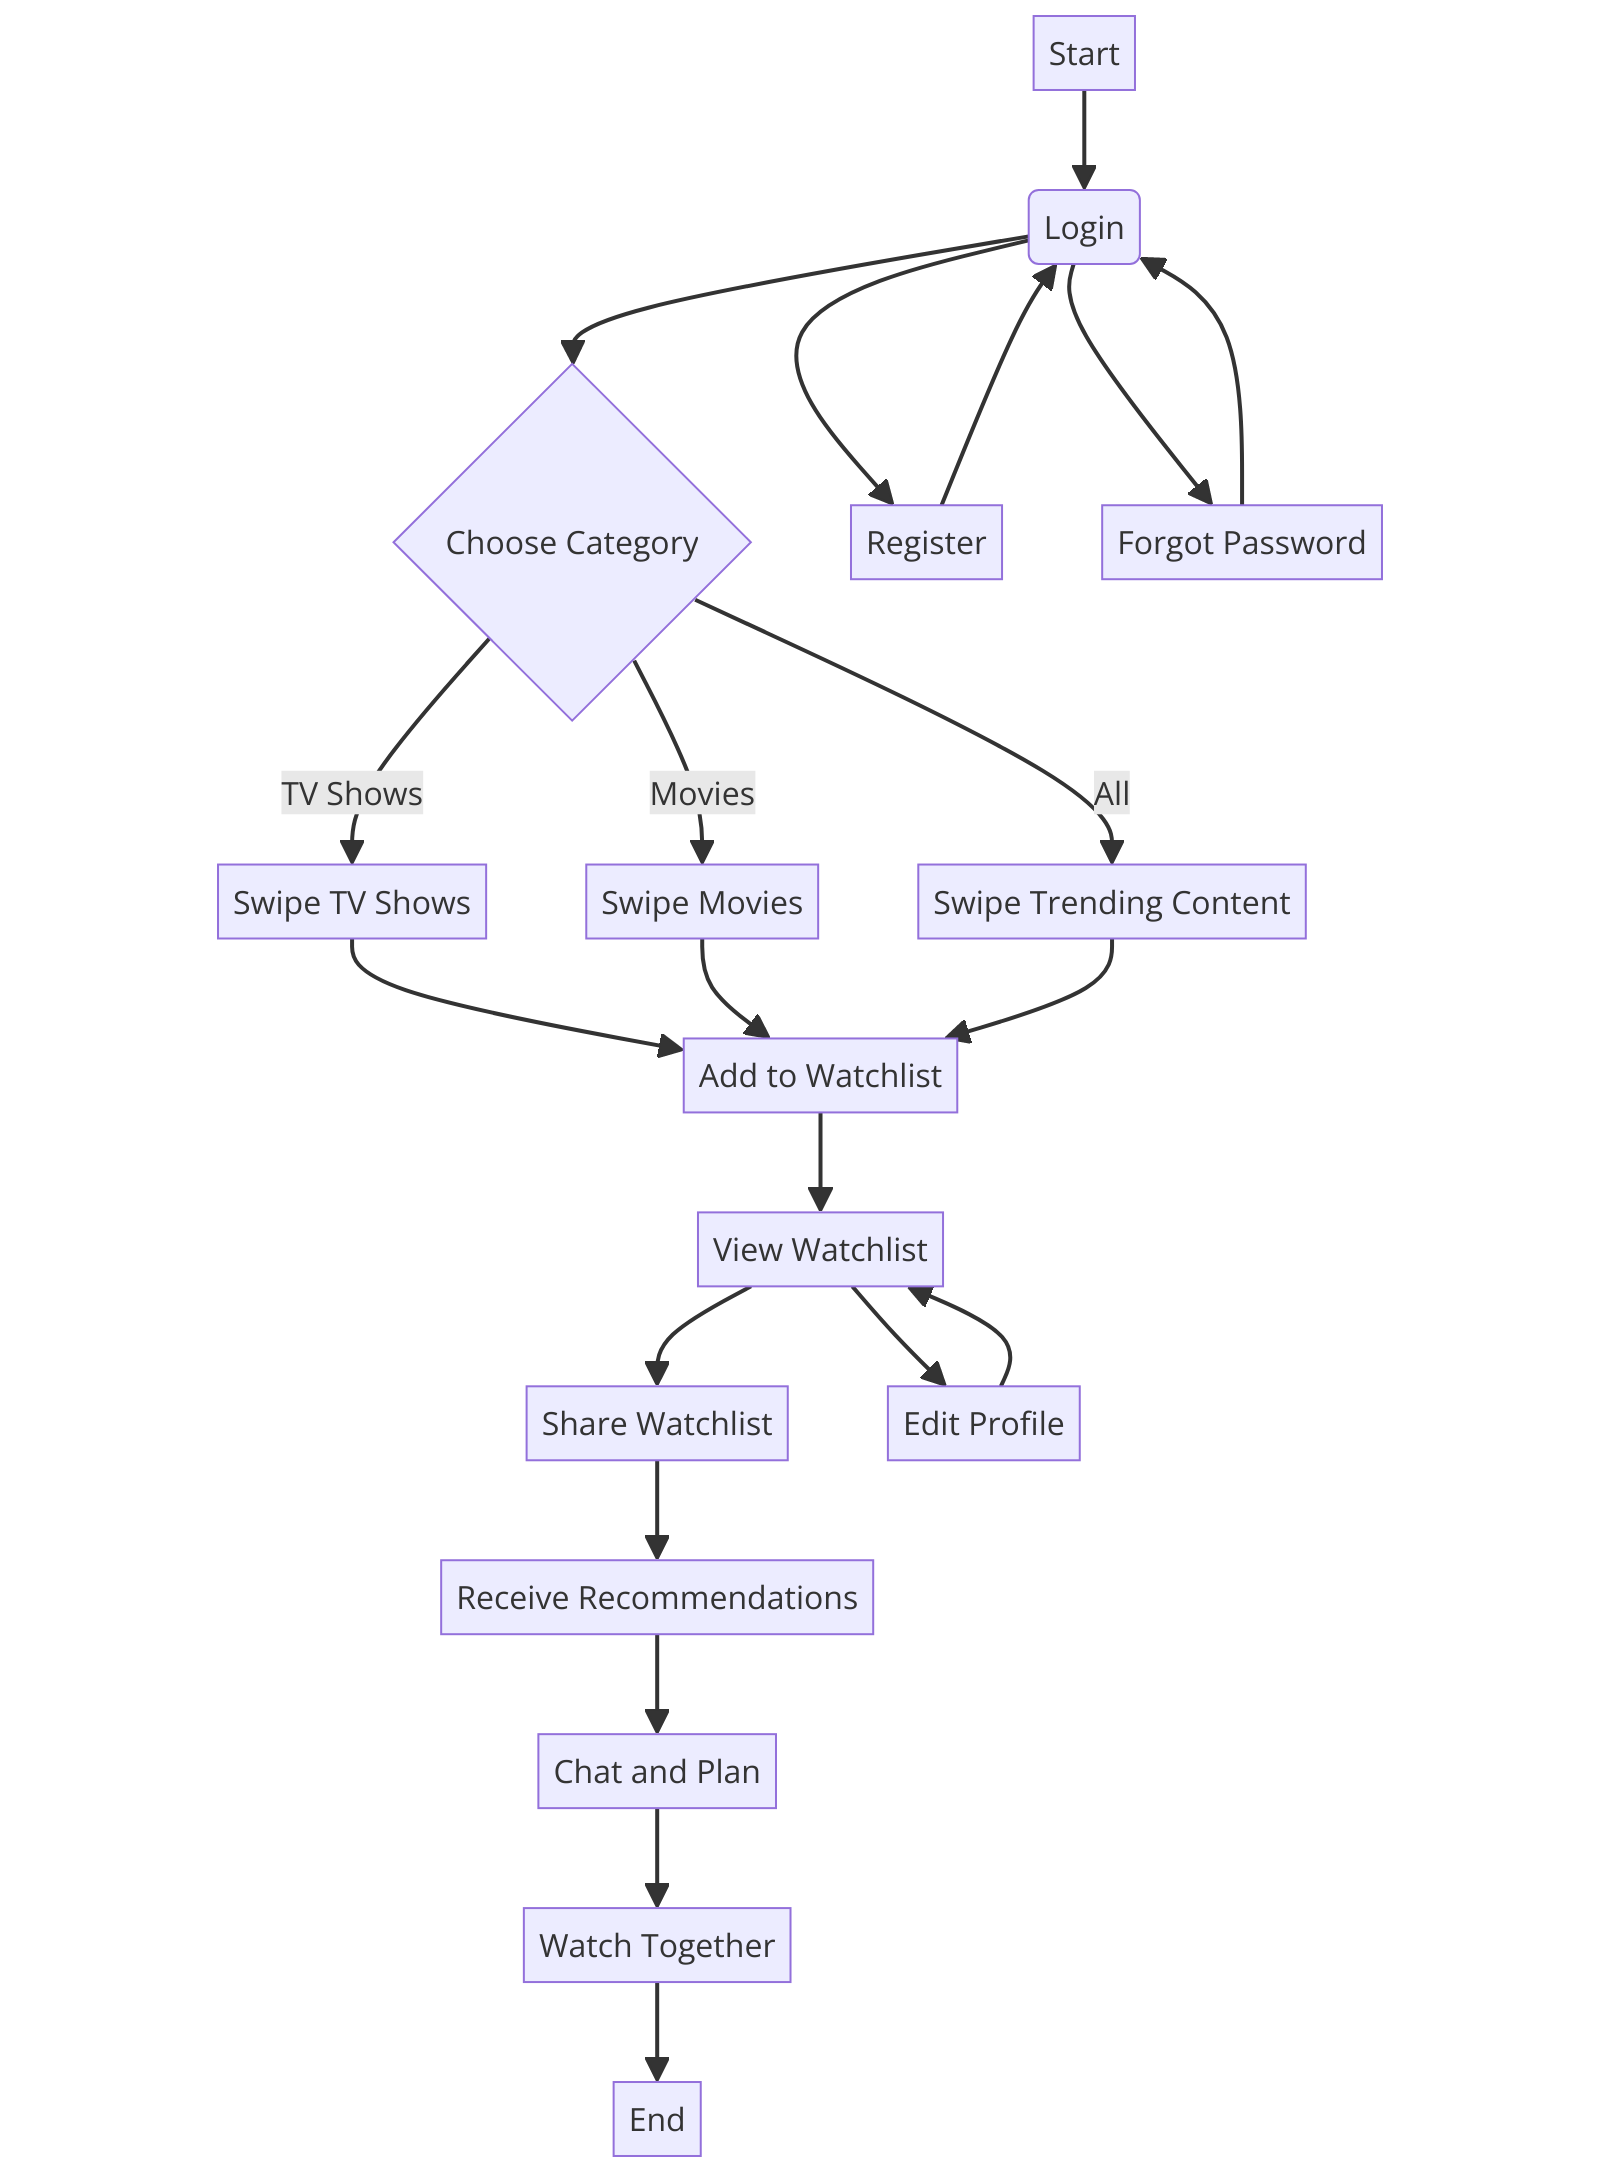 Start
Login
Choose Category
Register
Forgot Password
TV Shows
Movies
All
Swipe TV Shows
Swipe Movies
Swipe Trending Content
Add to Watchlist
View Watchlist
Share Watchlist
Edit Profile
Receive Recommendations
Chat and Plan
Watch Together
End